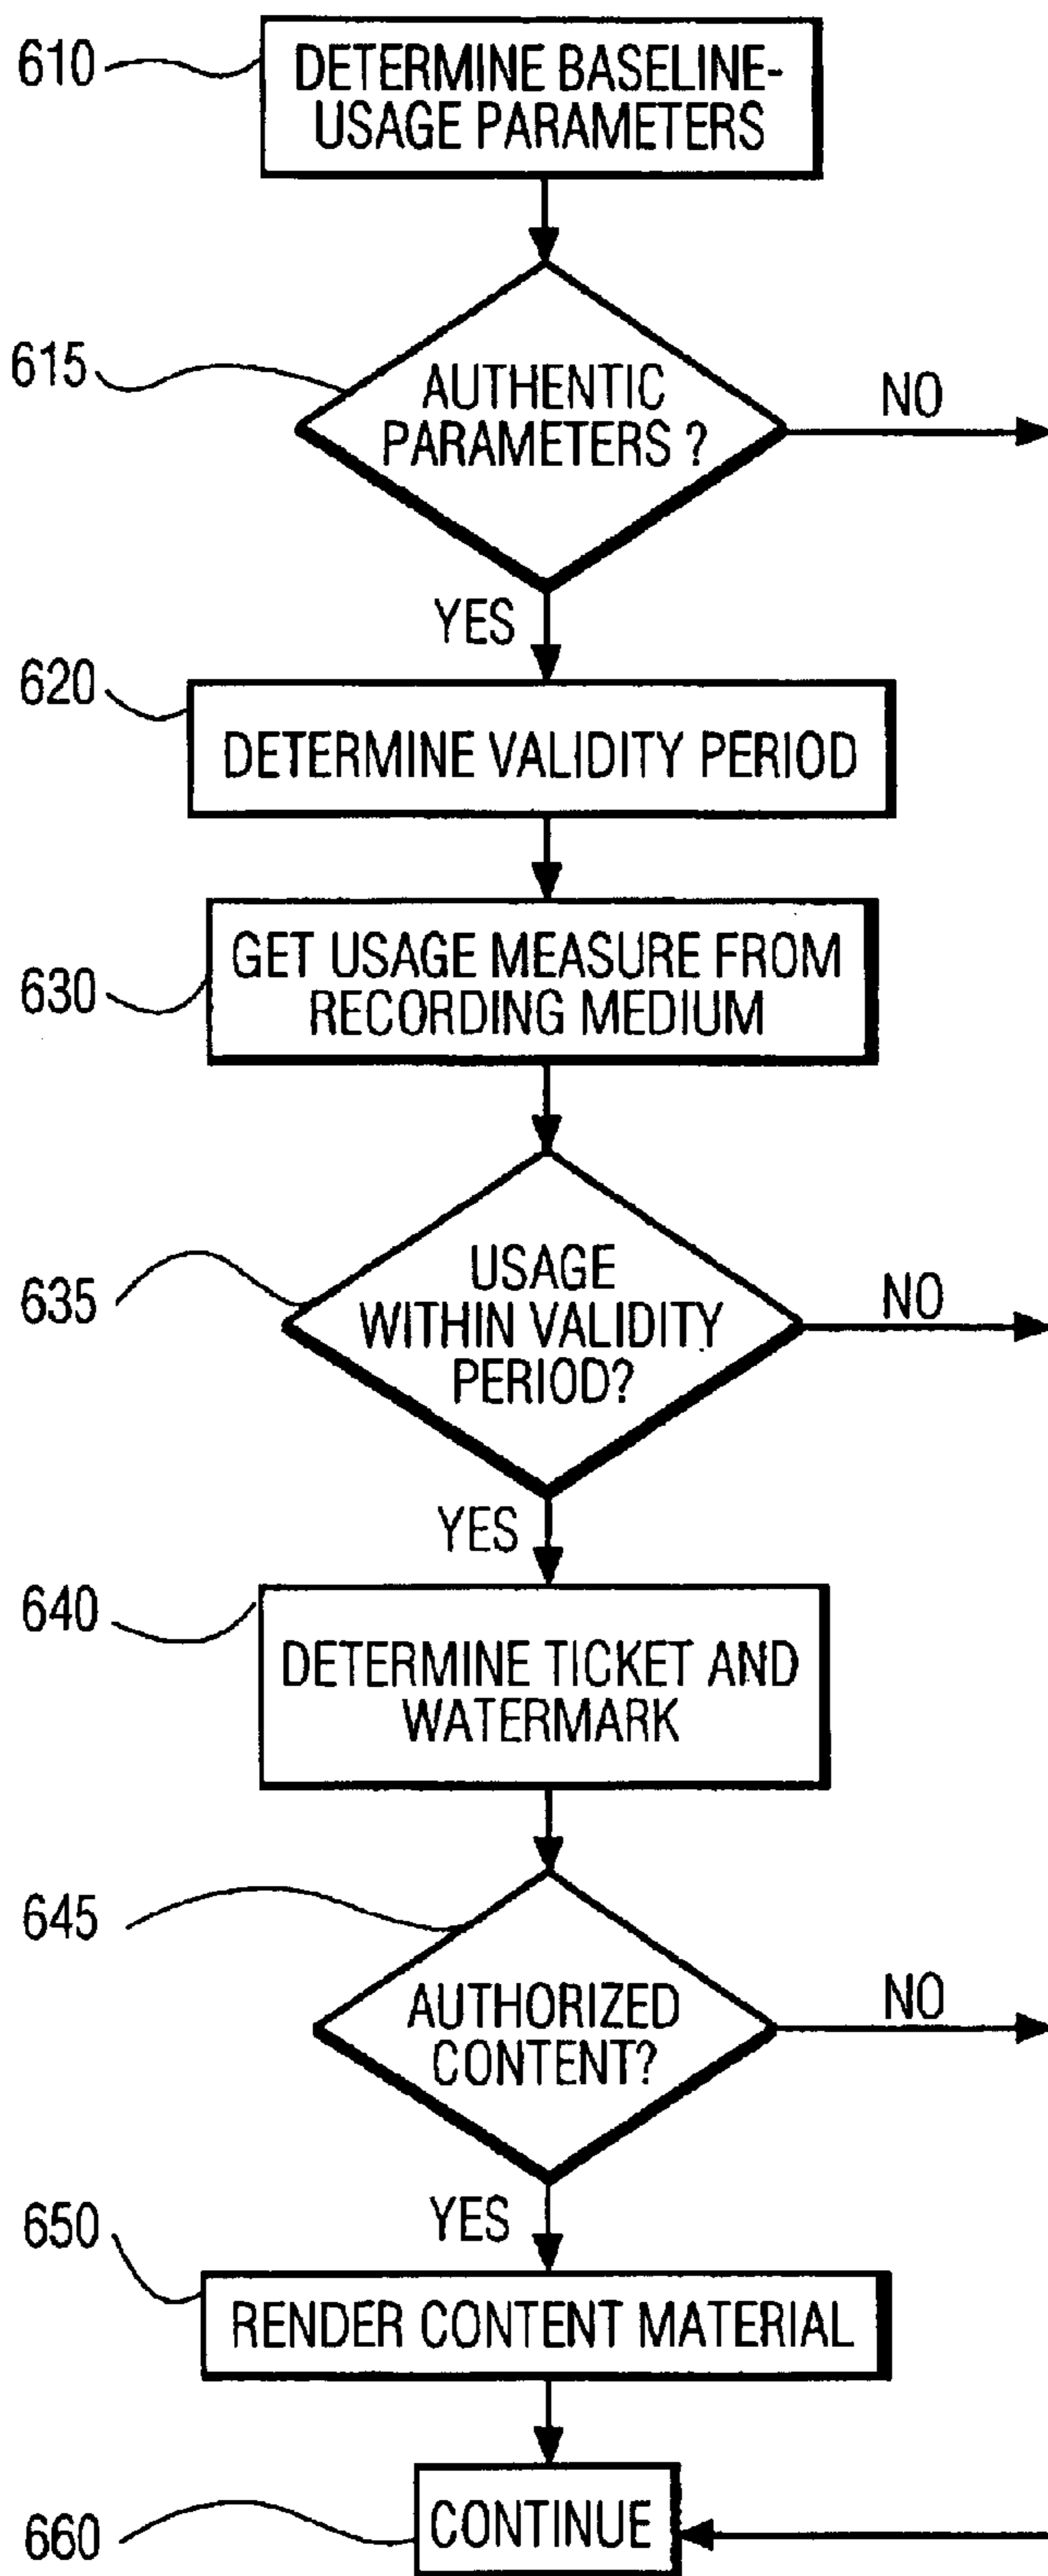 610
DETERMINE BASELINE-
USAGE PARAMETERS
615
AUTHENTIC
PARAMETERS ?
NO
YES
620
DETERMINE VALIDITY PERIOD
630
GET USAGE MEASURE FROM
RECORDING MEDIUM
635
USAGE
WITHIN VALIDITY
PERIOD?
NO
YES
640
DETERMINE TICKET AND
WATERMARK
645
AUTHORIZED
CONTENT?
NO
YES
650
RENDER CONTENT MATERIAL
660
CONTINUE